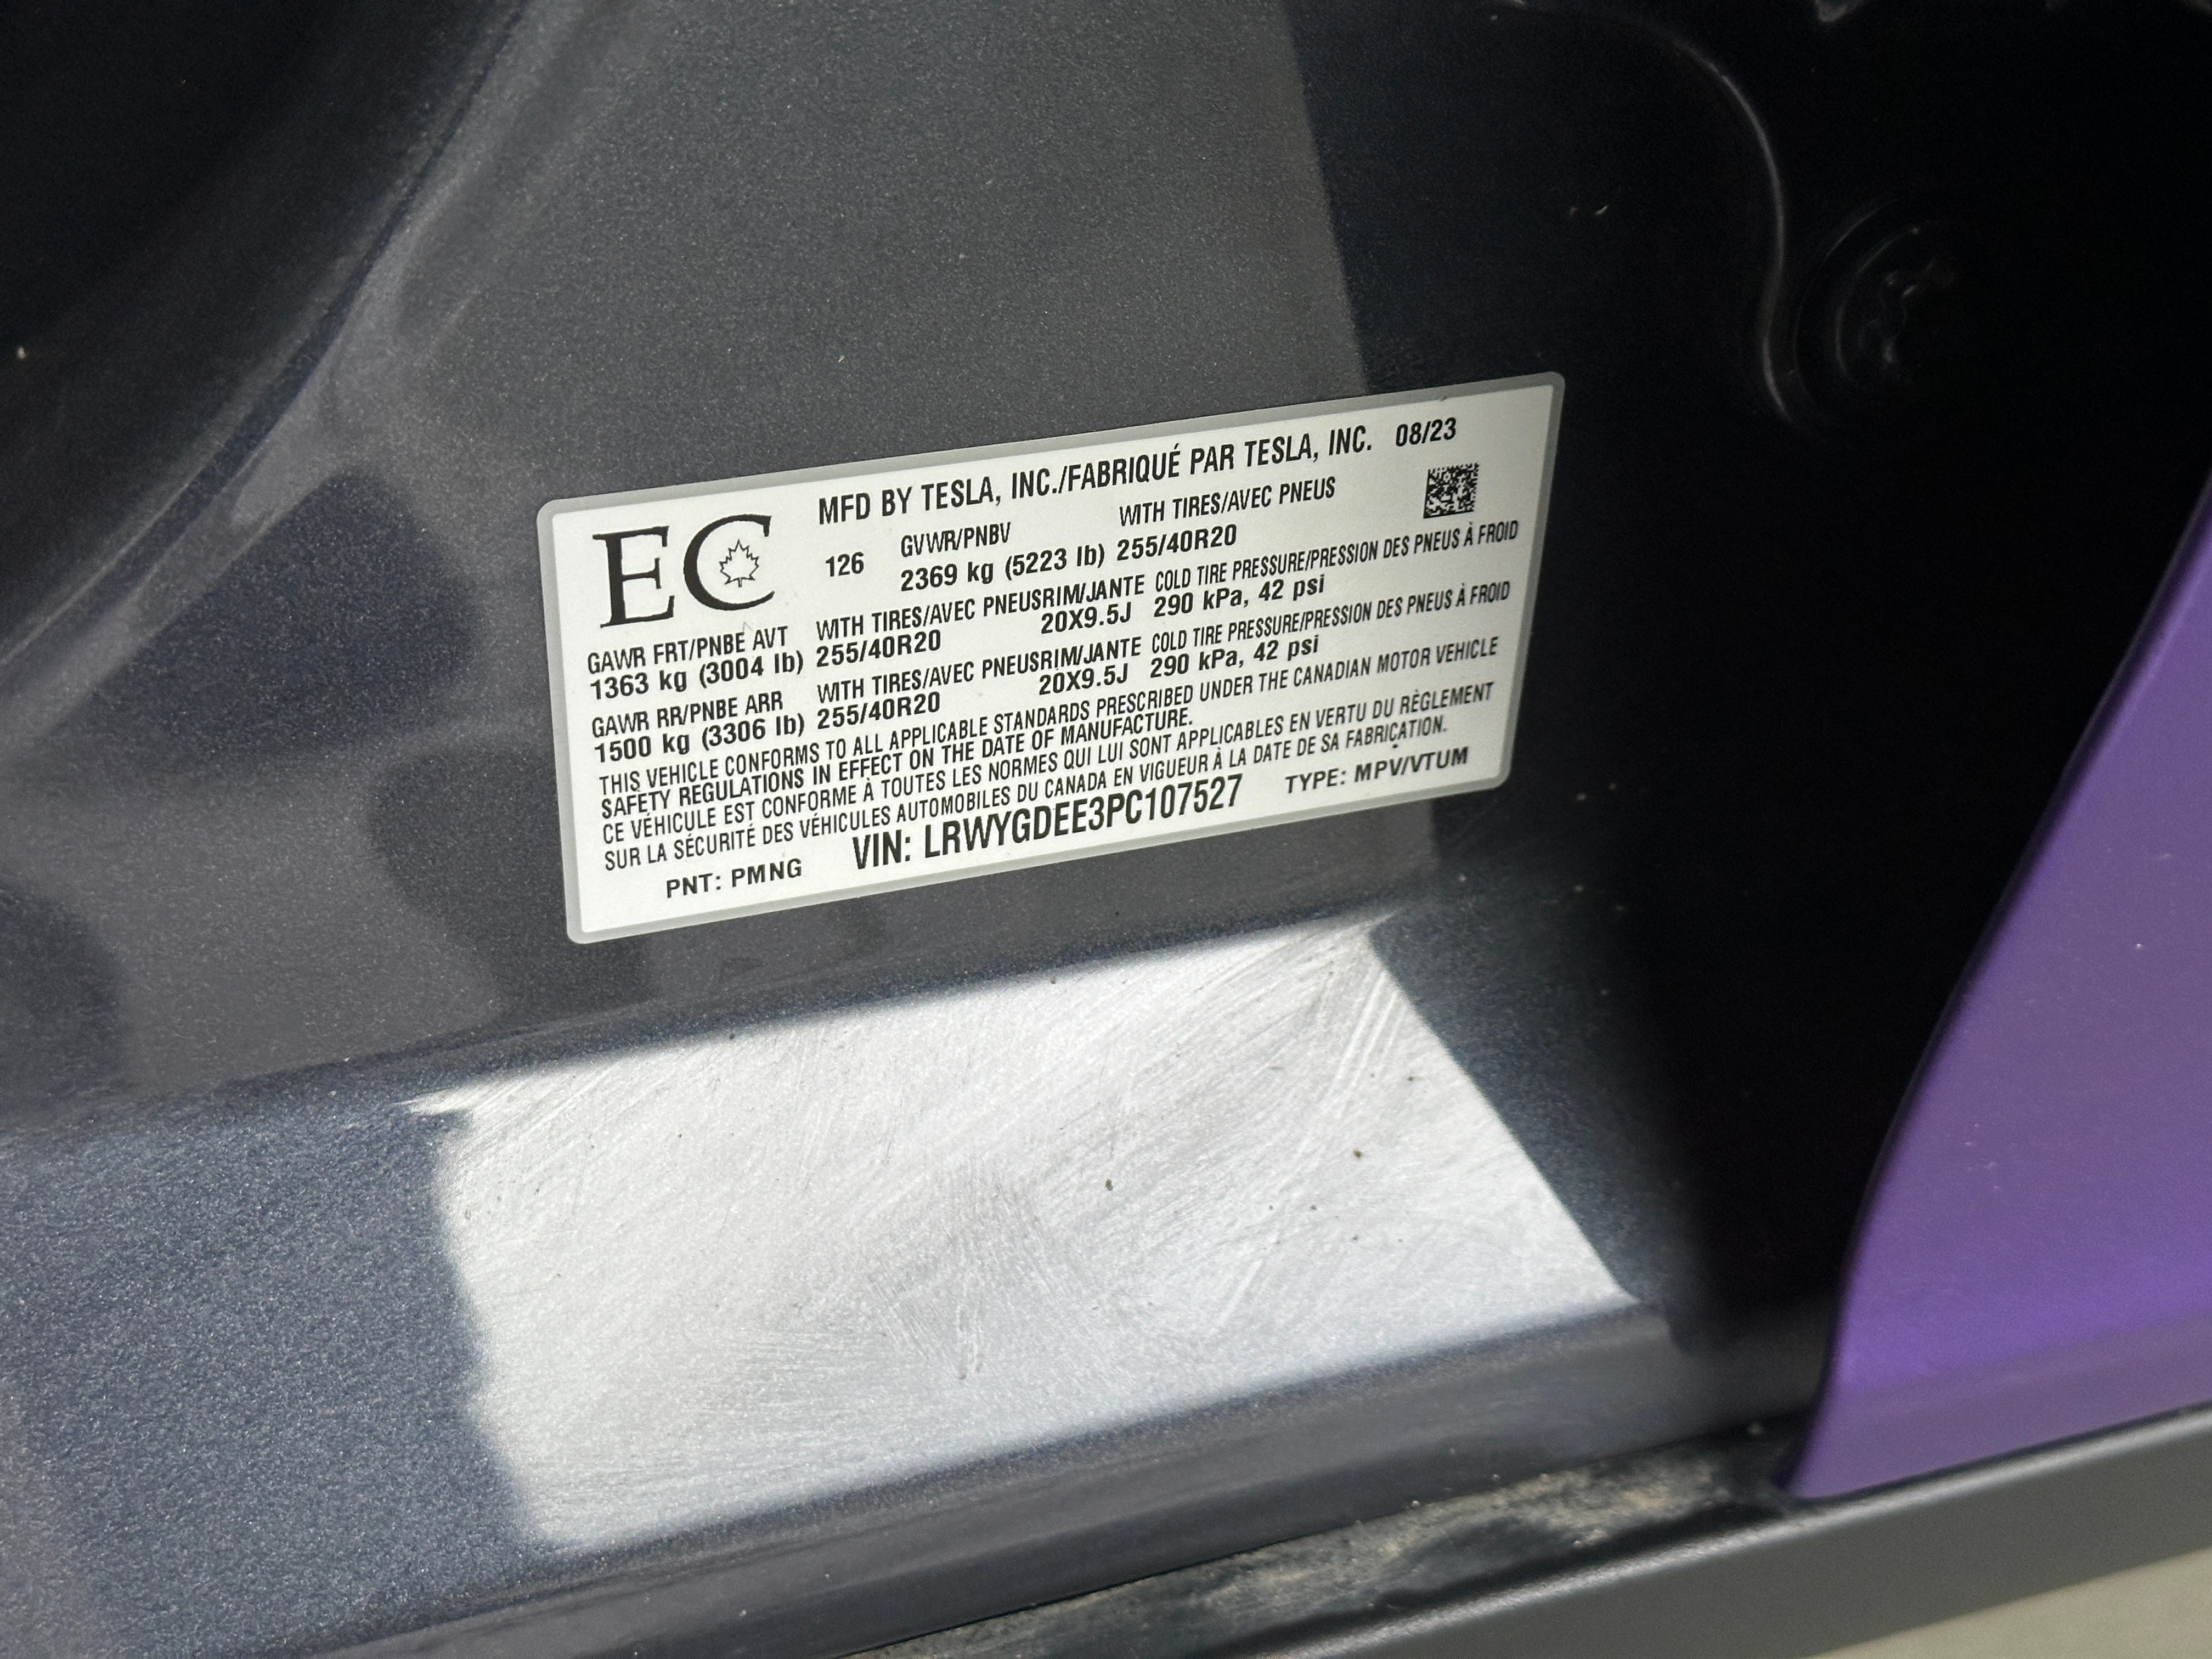 EC
MFD BY TESLA, INC./FABRIQUÉ PAR TESLA, INC. 08/23
126
GVWR/PNBV WITH TIRES/AVEC PNEUS
2369 kg (5223 lb) 255/40R20
GAWR FRT/PNBE AVT WITH TIRES/AVEC PNEUSRIM/JANTE COLD TIRE PRESSURE/PRESSION DES PNEUS À FROID
1363 kg (3004 lb) 255/40R20 20X9.5J 290 kPa, 42 psi
GAWR RR/PNBE ARR WITH TIRES/AVEC PNEUSRIM/JANTE COLD TIRE PRESSURE/PRESSION DES PNEUS À FROID
1500 kg (3306 lb) 255/40R20 20X9.5J 290 kPa, 42 psi
THIS VEHICLE CONFORMS TO ALL APPLICABLE STANDARDS PRESCRIBED UNDER THE CANADIAN MOTOR VEHICLE
SAFETY REGULATIONS IN EFFECT ON THE DATE OF MANUFACTURE.
CE VÉHICULE EST CONFORME À TOUTES LES NORMES QUI LUI SONT APPLICABLES EN VERTU DU RÈGLEMENT
SUR LA SÉCURITÉ DES VÉHICULES AUTOMOBILES DU CANADA EN VIGUEUR À LA DATE DE SA FABRICATION.
PNT: PMNG VIN: LRWYGDEE3PC107527 TYPE: MPV/VTUM